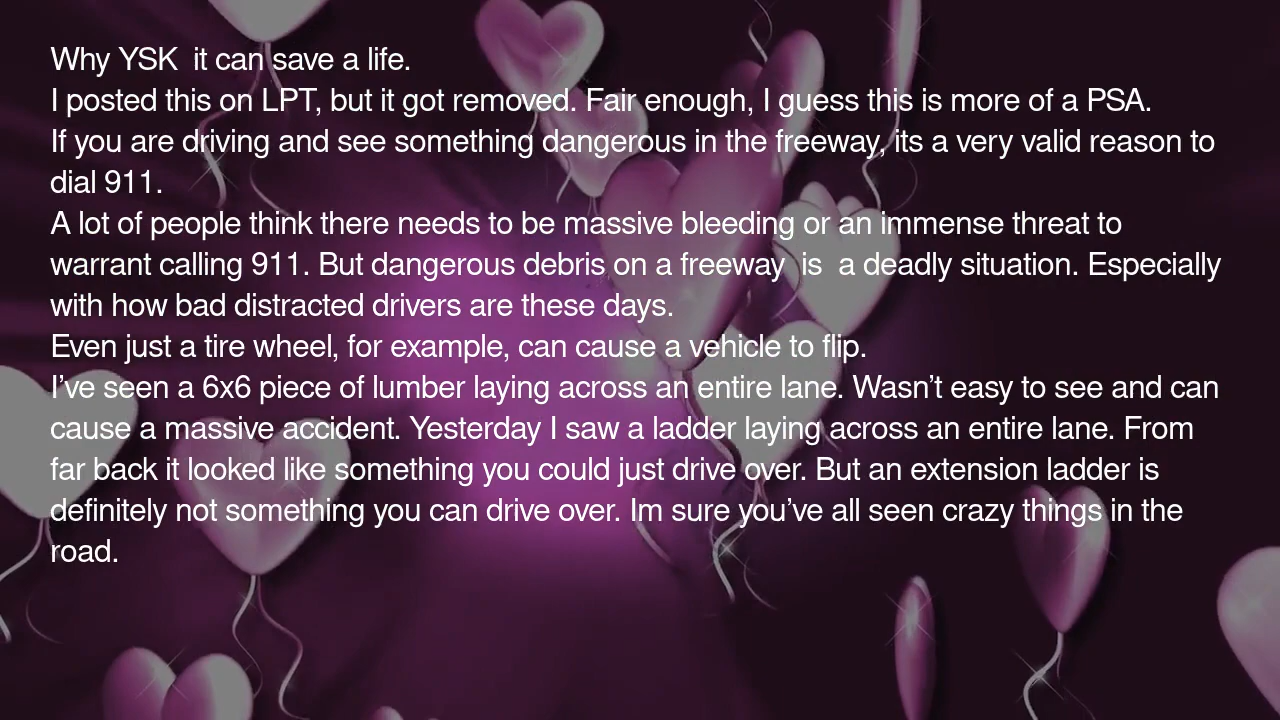 Why YSK  it can save a life.
I posted this on LPT, but it got removed. Fair enough, I guess this is more of a PSA.
If you are driving and see something dangerous in the freeway, its a very valid reason to
dial 911.
A lot of people think there needs to be massive bleeding or an immense threat to
warrant calling 911. But dangerous debris on a freeway  is  a deadly situation. Especially
with how bad distracted drivers are these days.
Even just a tire wheel, for example, can cause a vehicle to flip.
I’ve seen a 6x6 piece of lumber laying across an entire lane. Wasn’t easy to see and can
cause a massive accident. Yesterday I saw a ladder laying across an entire lane. From
far back it looked like something you could just drive over. But an extension ladder is
definitely not something you can drive over. Im sure you’ve all seen crazy things in the
road.